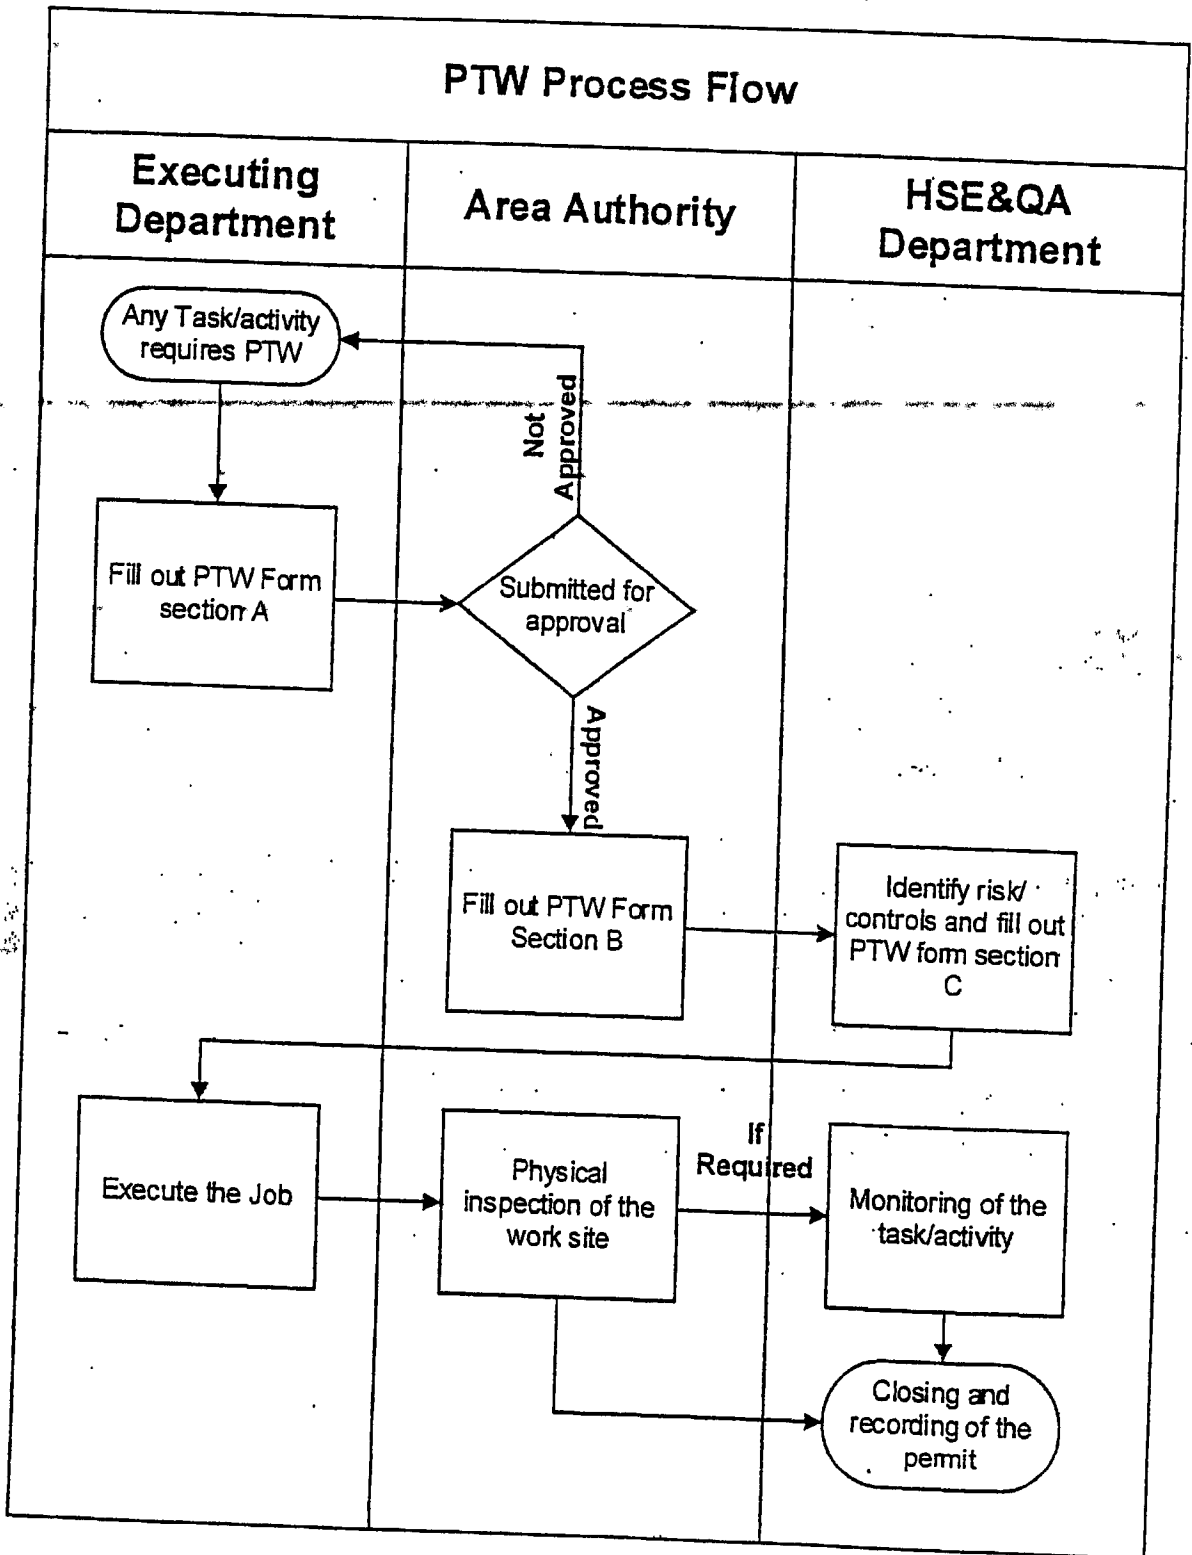 PTW Process Flow
Executing
Department
Area Authority
HSE&QA
Department
Any Task/activity
requires PTW
Not
Approved
Fill out PTW Form
section A
Submitted for
approval
Approved
Fill out PTW Form
Section B
Identify risk/
controls and fill out
PTW form section
C
Execute the Job
Physical
inspection of the
work site
If
Required
Monitoring of the
task/activity
Closing and
recording of the
permit